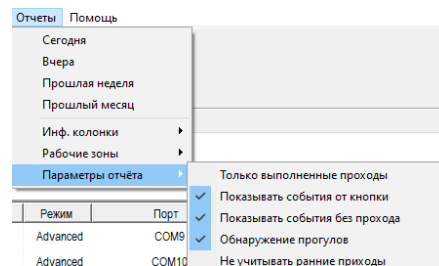 Отчеты Помощь
Сегодня
Вчера
Прошлая неделя
Прошлый месяц
Инф. колонки
Рабочие зоны
Параметры отчёта
Только выполненные проходы
Показывать события от кнопки
Показывать события без прохода
Обнаружение прогулов
Не учитывать ранние приходы
Режим Порт
Advanced COM9
Advanced COM10